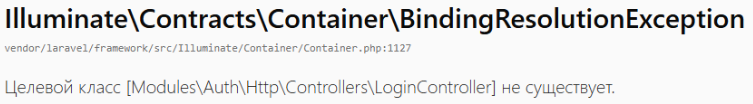 Illuminate\Contracts\Container\BindingResolutionException
vendor/laravel/framework/src/Illuminate/Container/Container.php:1127
Целевой класс [Modules\Auth\Http\Controllers\LoginController] не существует.